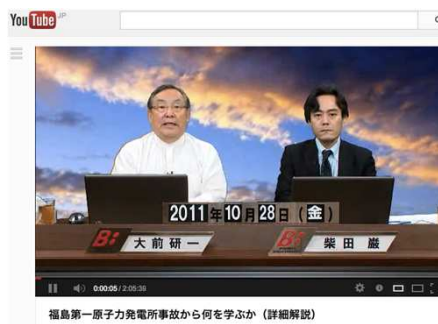 YouTube JP
2011年10月28日(金)
B! 大前研一
柴田 巌
0:00:05 / 2:05:36
福島第一原子力発電所事故から何を学ぶか（詳細解説）